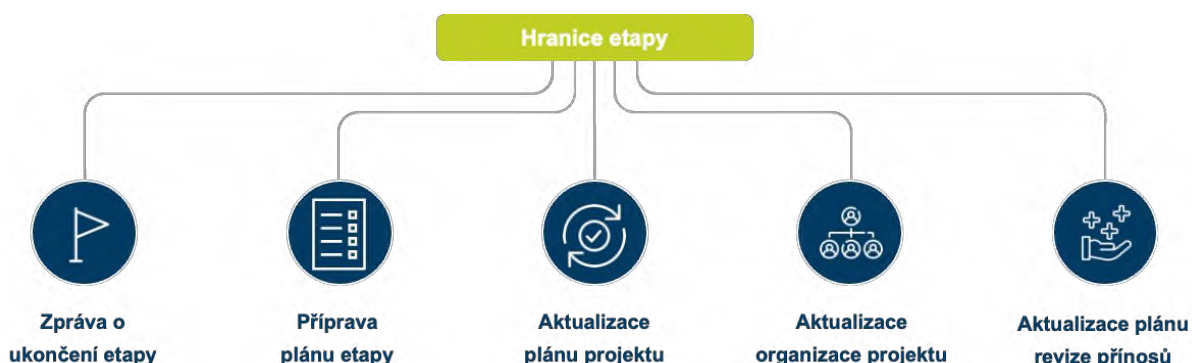 Hranice etapy
Zpráva o
ukončení etapy
Příprava
plánu etapy
Aktualizace
plánu projektu
Aktualizace
organizace projektu
Aktualizace plánu
revize přínosů